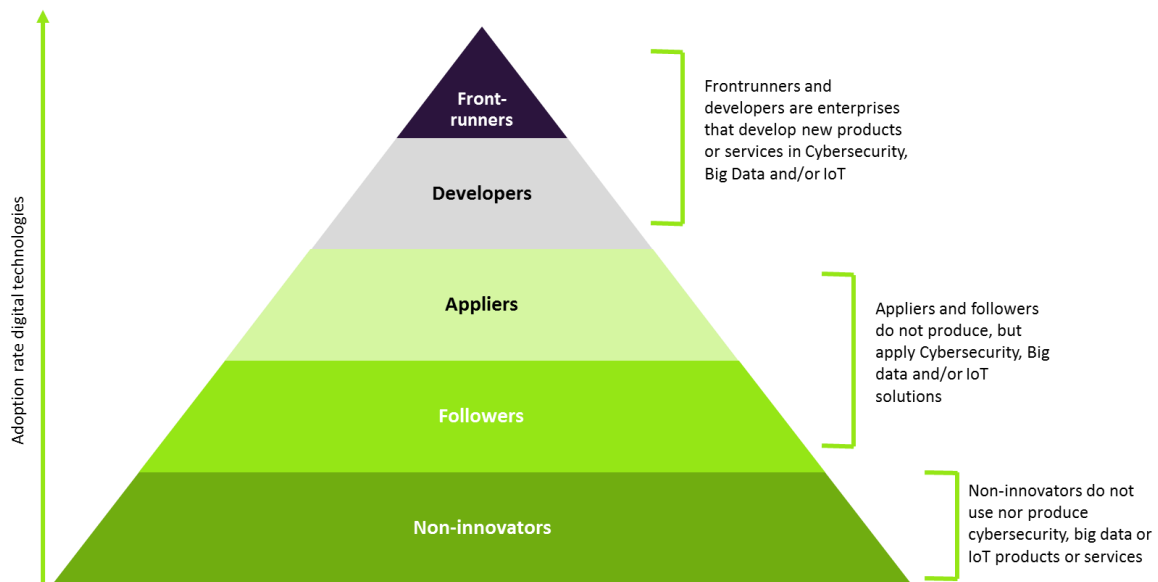 Adoption rate digital technologies
Front-
runners
Developers
Appliers
Followers
Non-innovators
Frontrunners and
developers are enterprises
that develop new products
or services in Cybersecurity,
Big Data and/or IoT
Appliers and followers
do not produce, but
apply Cybersecurity, Big
data and/or IoT
solutions
Non-innovators do not
use nor produce
cybersecurity, big data or
IoT products or services